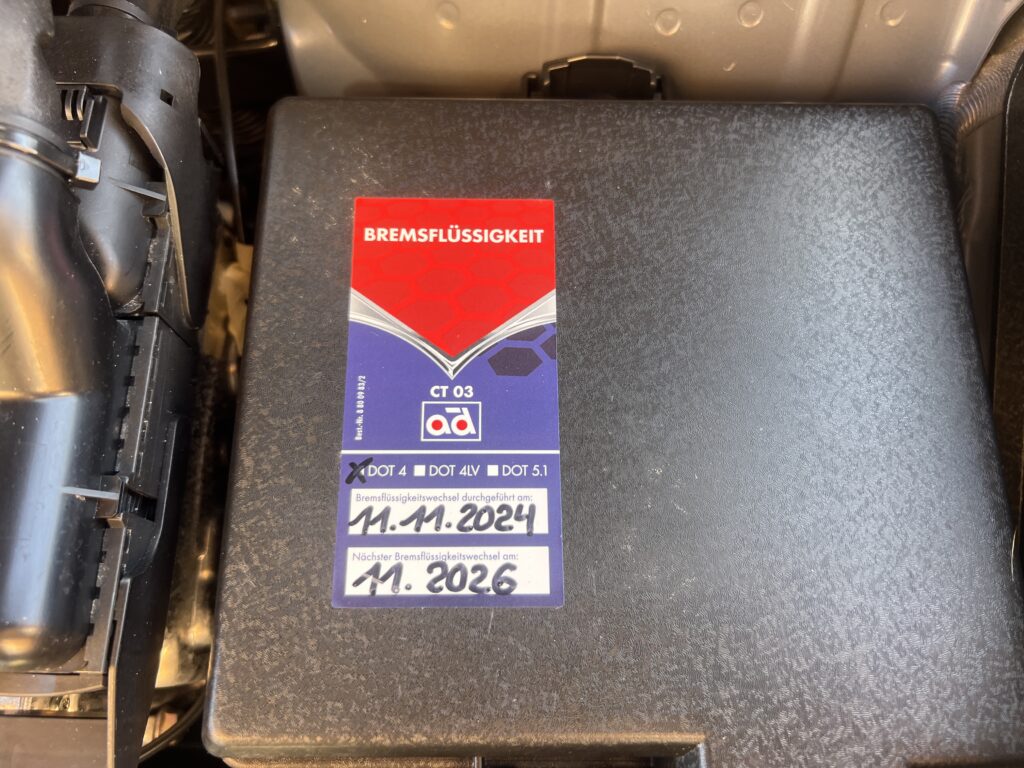 BREMSFLÜSSIGKEIT
CT 03
ad
Best.-Nr. 8 80 09 83/2
DOT 4 DOT 4LV DOT 5.1
Bremsflüssigkeitswechsel durchgeführt am:
11.11.2024
Nächster Bremsflüssigkeitswechsel am:
11. 2026